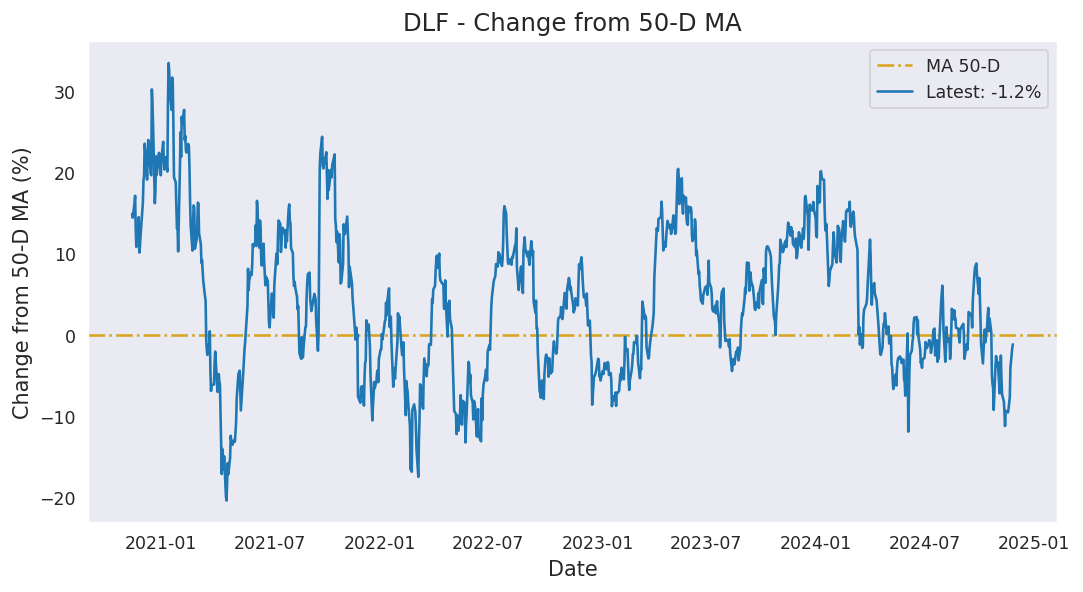 DLF - Change from 50-D MA
MA 50-D
Latest: -1.2%
Change from 50-D MA (%)
30
20
10
0
−10
−20
2021-01 2021-07 2022-01 2022-07 2023-01 2023-07 2024-01 2024-07 2025-01
Date